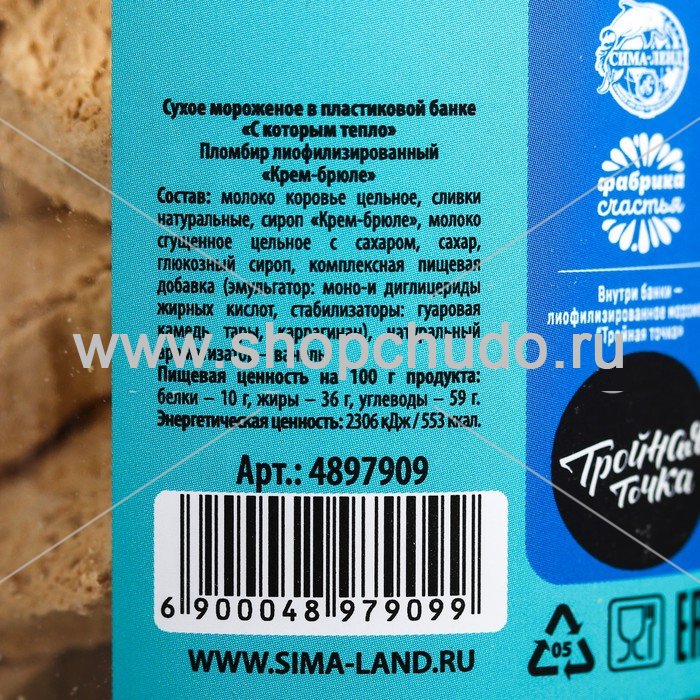 Сухое мороженое в пластиковой банке
«С которым тепло»
Пломбир лиофилизированный
«Крем-брюле»
Состав: молоко коровье цельное, сливки
натуральные, сироп «Крем-брюле», молоко
сгущенное цельное с сахаром, сахар,
глюкозный сироп, комплексная пищевая
добавка (эмульгатор: моно-и диглицериды
жирных кислот, стабилизаторы: гуаровая
камедь, тары, каррагинан), натуральный
www.shopchudo.ru
Пищевая ценность на 100 г продукта:
белки – 10 г, жиры – 36 г, углеводы – 59 г.
Энергетическая ценность: 2306 кДж / 553 ккал.
Арт.: 4897909
6 900048 979099
WWW.SIMA-LAND.RU
СИМА-ЛЕНД
фабрика
счастья
Внутри банки –
лиофилизированное
"Тройная точка"
Тройная
точка
05